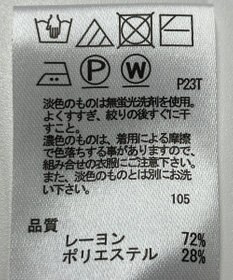 P23T
淡色のものは無蛍光洗剤を使用。
よくすすぎ、絞りの後すぐに干
すこと。
濃色のものは、着用による摩擦
で色落ちする事がありますので、
組み合せの衣服にご注意下さい。
また、淡色のものとは別にお洗
い下さい。
105
品質
レーヨン 72%
ポリエステル 28%